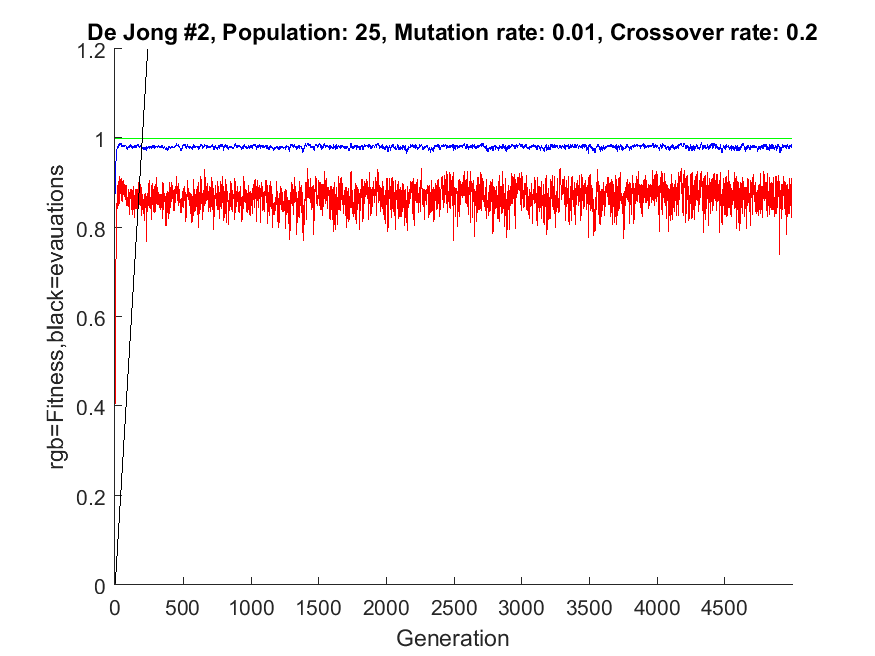 De Jong #2, Population: 25, Mutation rate: 0.01, Crossover rate: 0.2
1.2
1
0.8
0.6
0.4
0.2
0
rgb=Fitness,black=evauations
0 500 1000 1500 2000 2500 3000 3500 4000 4500
Generation